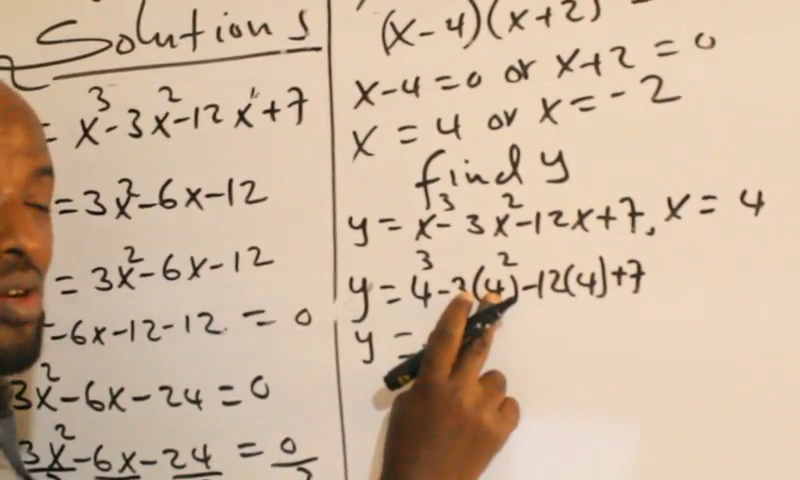 Solutions
= x³-3x²-12x¹+7
= 3x²-6x-12
= 3x²-6x-12
-6x-12-12 = 0
3x²-6x-24 = 0
3x²-6x-24 = 0
(x-4)(x+2)
x-4=0 or x+2=0
x = 4 or x = -2
find y
y = x³-3x²-12x+7, x = 4
y = 4³-3(4²)-12(4)+7
y =